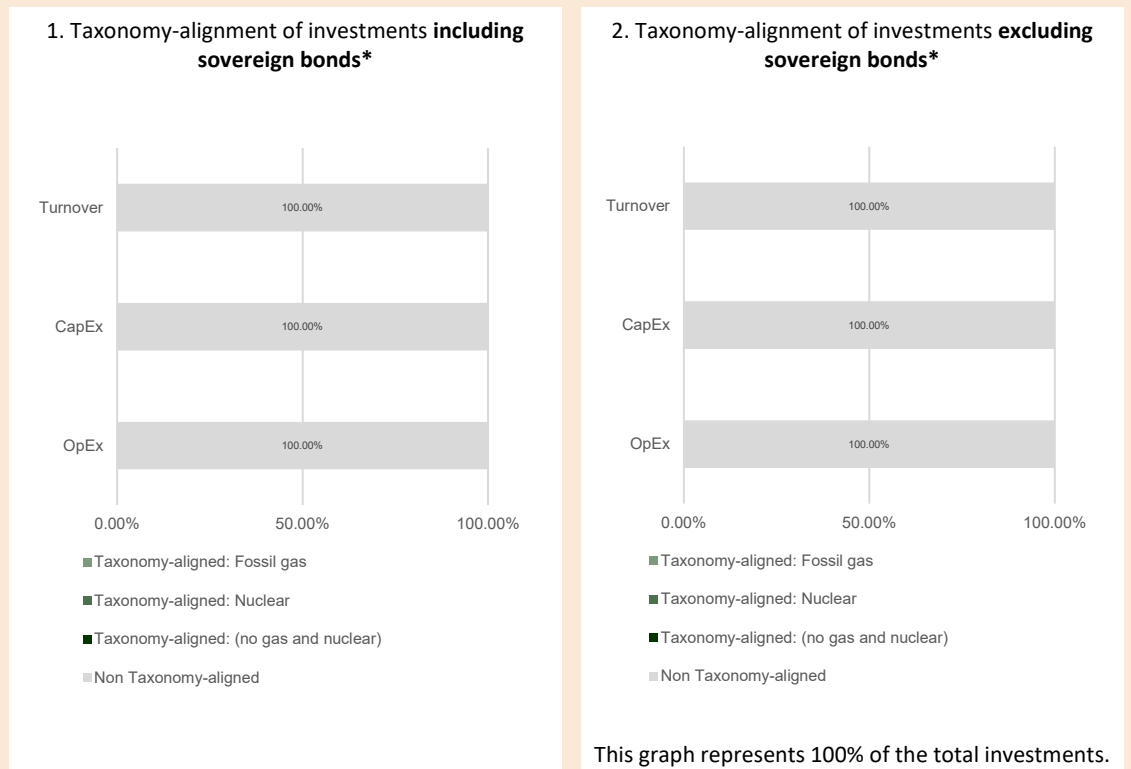 1. Taxonomy-alignment of investments including
sovereign bonds*
Turnover
100.00%
CapEx
100.00%
OpEx
100.00%
0.00%
50.00%
100.00%
Taxonomy-aligned: Fossil gas
Taxonomy-aligned: Nuclear
Taxonomy-aligned: (no gas and nuclear)
Non Taxonomy-aligned
2. Taxonomy-alignment of investments excluding
sovereign bonds*
Turnover
100.00%
CapEx
100.00%
OpEx
100.00%
0.00%
50.00%
100.00%
Taxonomy-aligned: Fossil gas
Taxonomy-aligned: Nuclear
Taxonomy-aligned: (no gas and nuclear)
Non Taxonomy-aligned
This graph represents 100% of the total investments.